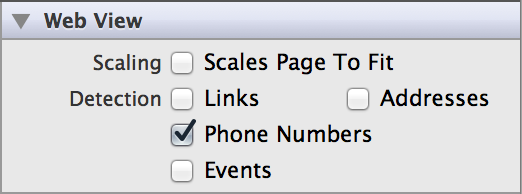 Web View
Scaling Scales Page To Fit
Detection Links Addresses
Phone Numbers
Events